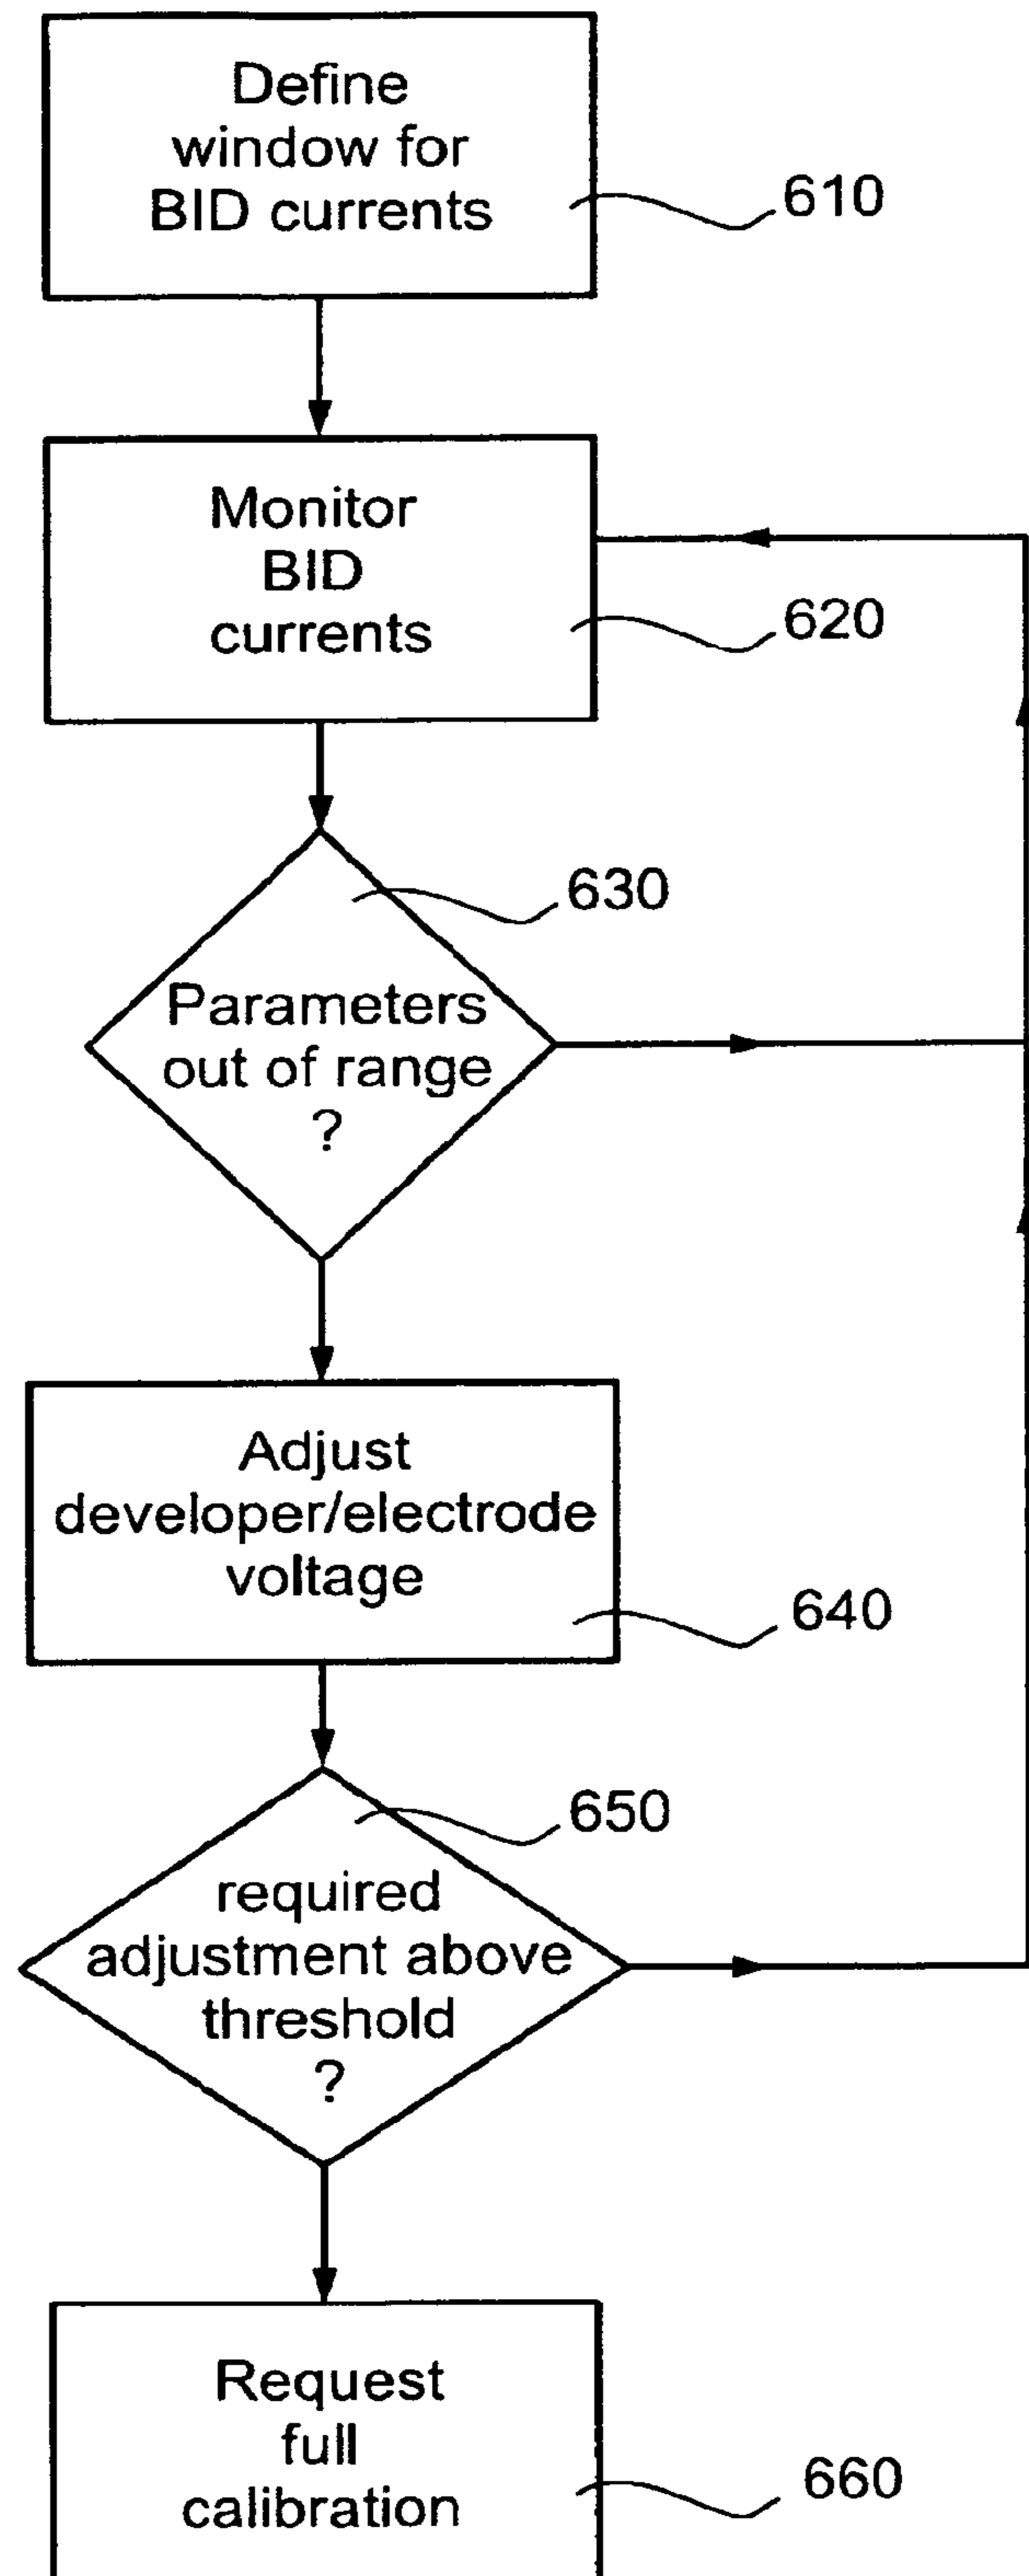 Define
window for
BID currents
610
Monitor
BID
currents
620
630
Parameters
out of range
?
Adjust
developer/electrode
voltage
640
650
required
adjustment above
threshold
?
Request
full
calibration
660